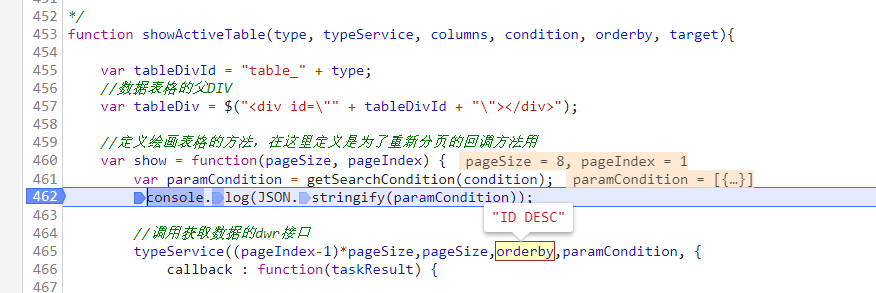 451
452 */
453 function showActiveTable(type, typeService, columns, condition, orderby, target){
454
455 var tableDivId = "table_" + type;
456 //数据表格的父DIV
457 var tableDiv = $("<div id=\"" + tableDivId + "\"></div>");
458
459 //定义绘画表格的方法，在这里定义是为了重新分页的回调方法用
460 var show = function(pageSize, pageIndex) { pageSize = 8, pageIndex = 1
461 var paramCondition = getSearchCondition(condition); paramCondition = [{…}]
462 console.log(JSON.stringify(paramCondition));
463
"ID DESC"
464 //调用获取数据的dwr接口
465 typeService((pageIndex-1)*pageSize,pageSize,orderby,paramCondition, {
466 callback : function(taskResult) {
467